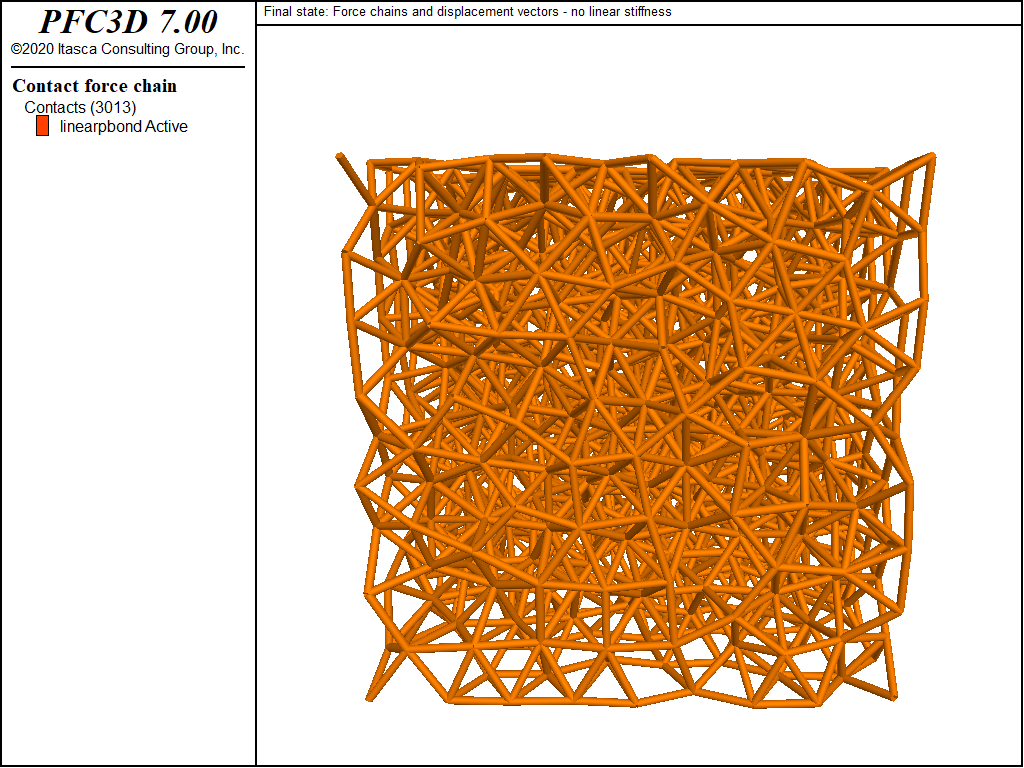 PFC3D 7.00
©2020 Itasca Consulting Group, Inc.
Contact force chain
Contacts (3013)
linearpbond Active
Final state: Force chains and displacement vectors - no linear stiffness